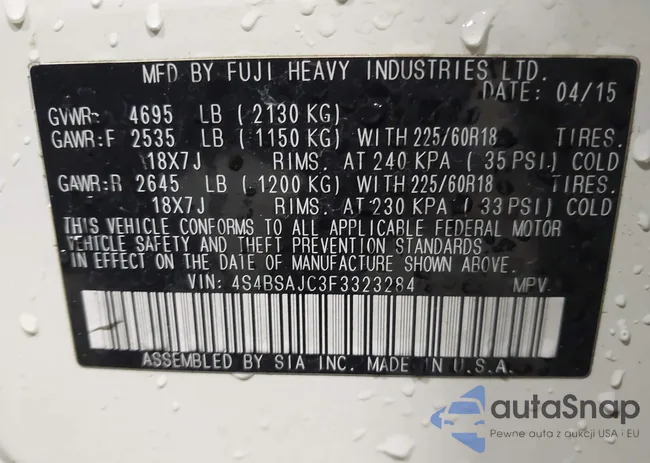 MFD BY FUJI HEAVY INDUSTRIES LTD.
DATE: 04/15
GVWR: 4695 LB (2130 KG)
GAWR:F 2535 LB (1150 KG) WITH 225/60R18 TIRES.
18X7J RIMS. AT 240 KPA (35 PSI) COLD
GAWR:R 2645 LB (1200 KG) WITH 225/60R18 TIRES.
18X7J RIMS. AT 230 KPA (33 PSI) COLD
THIS VEHICLE CONFORMS TO ALL APPLICABLE FEDERAL MOTOR
VEHICLE SAFETY AND THEFT PREVENTION STANDARDS
IN EFFECT ON THE DATE OF MANUFACTURE SHOWN ABOVE.
VIN: 4S4BSAJC3F3323284 MPV.
ASSEMBLED BY SIA INC. MADE IN U.S.A.
autaSnap
Pewne auta z aukcji USA i EU